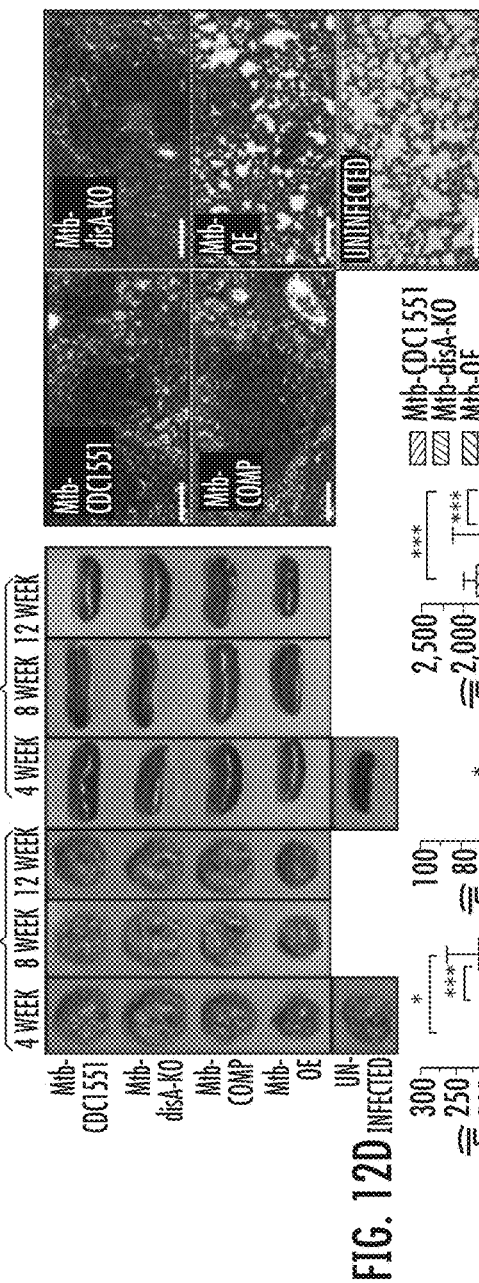 4 WEEK 8 WEEK 12 WEEK 4 WEEK 8 WEEK 12 WEEK
Mtb-
CDC1551
Mtb-
disA-KO
Mtb-
COMP
Mtb-
OE
UN-
INFECTED
Mtb-
CDC1551
Mtb-
disA-KO
Mtb-
COMP
Mtb-
OE
UNINFECTED
FIG. 12D
300
250
*
***
100
80
*
2,500
2,000
***
***
Mtb-CDC1551
Mtb-disA-KO
Mtb-OE